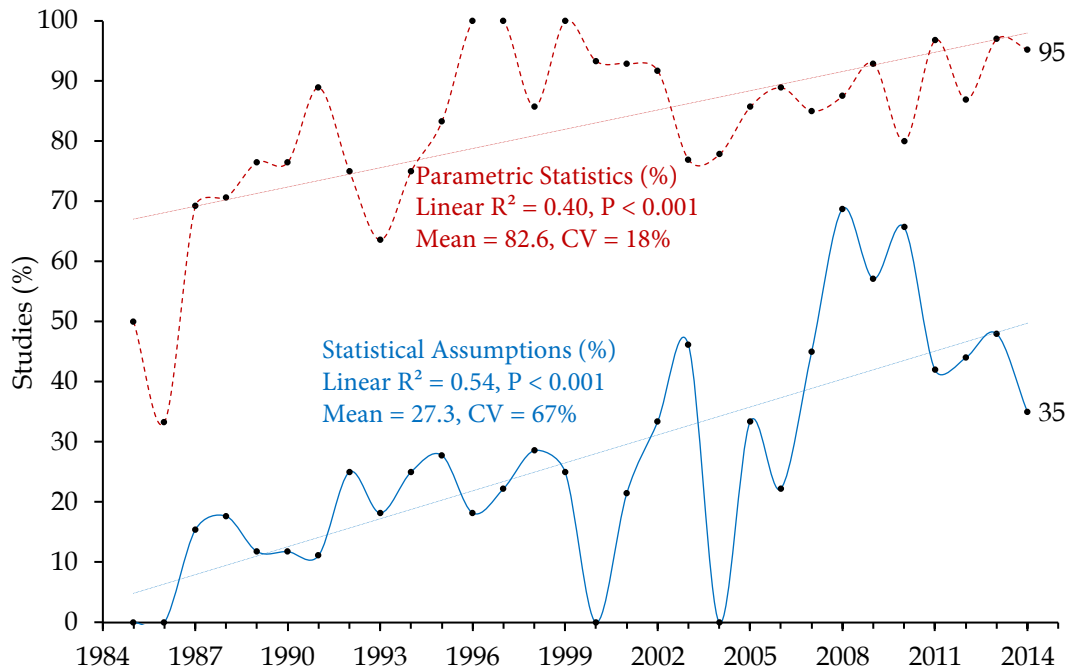 100
90
80
70
60
50
40
30
20
10
0
Studies (%)
95
Parametric Statistics (%)
Linear R² = 0.40, P < 0.001
Mean = 82.6, CV = 18%
Statistical Assumptions (%)
Linear R² = 0.54, P < 0.001
Mean = 27.3, CV = 67%
35
1984 1987 1990 1993 1996 1999 2002 2005 2008 2011 2014